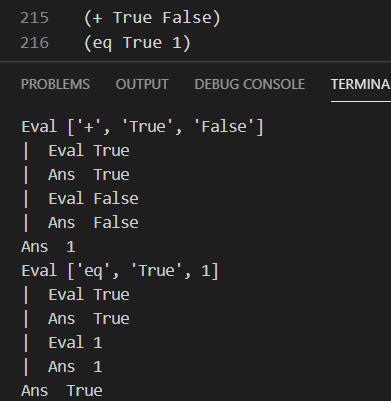 215 (+ True False)
216 (eq True 1)
PROBLEMS OUTPUT DEBUG CONSOLE TERMINA
Eval ['+', 'True', 'False']
| Eval True
| Ans True
| Eval False
| Ans False
Ans 1
Eval ['eq', 'True', 1]
| Eval True
| Ans True
| Eval 1
| Ans 1
Ans True